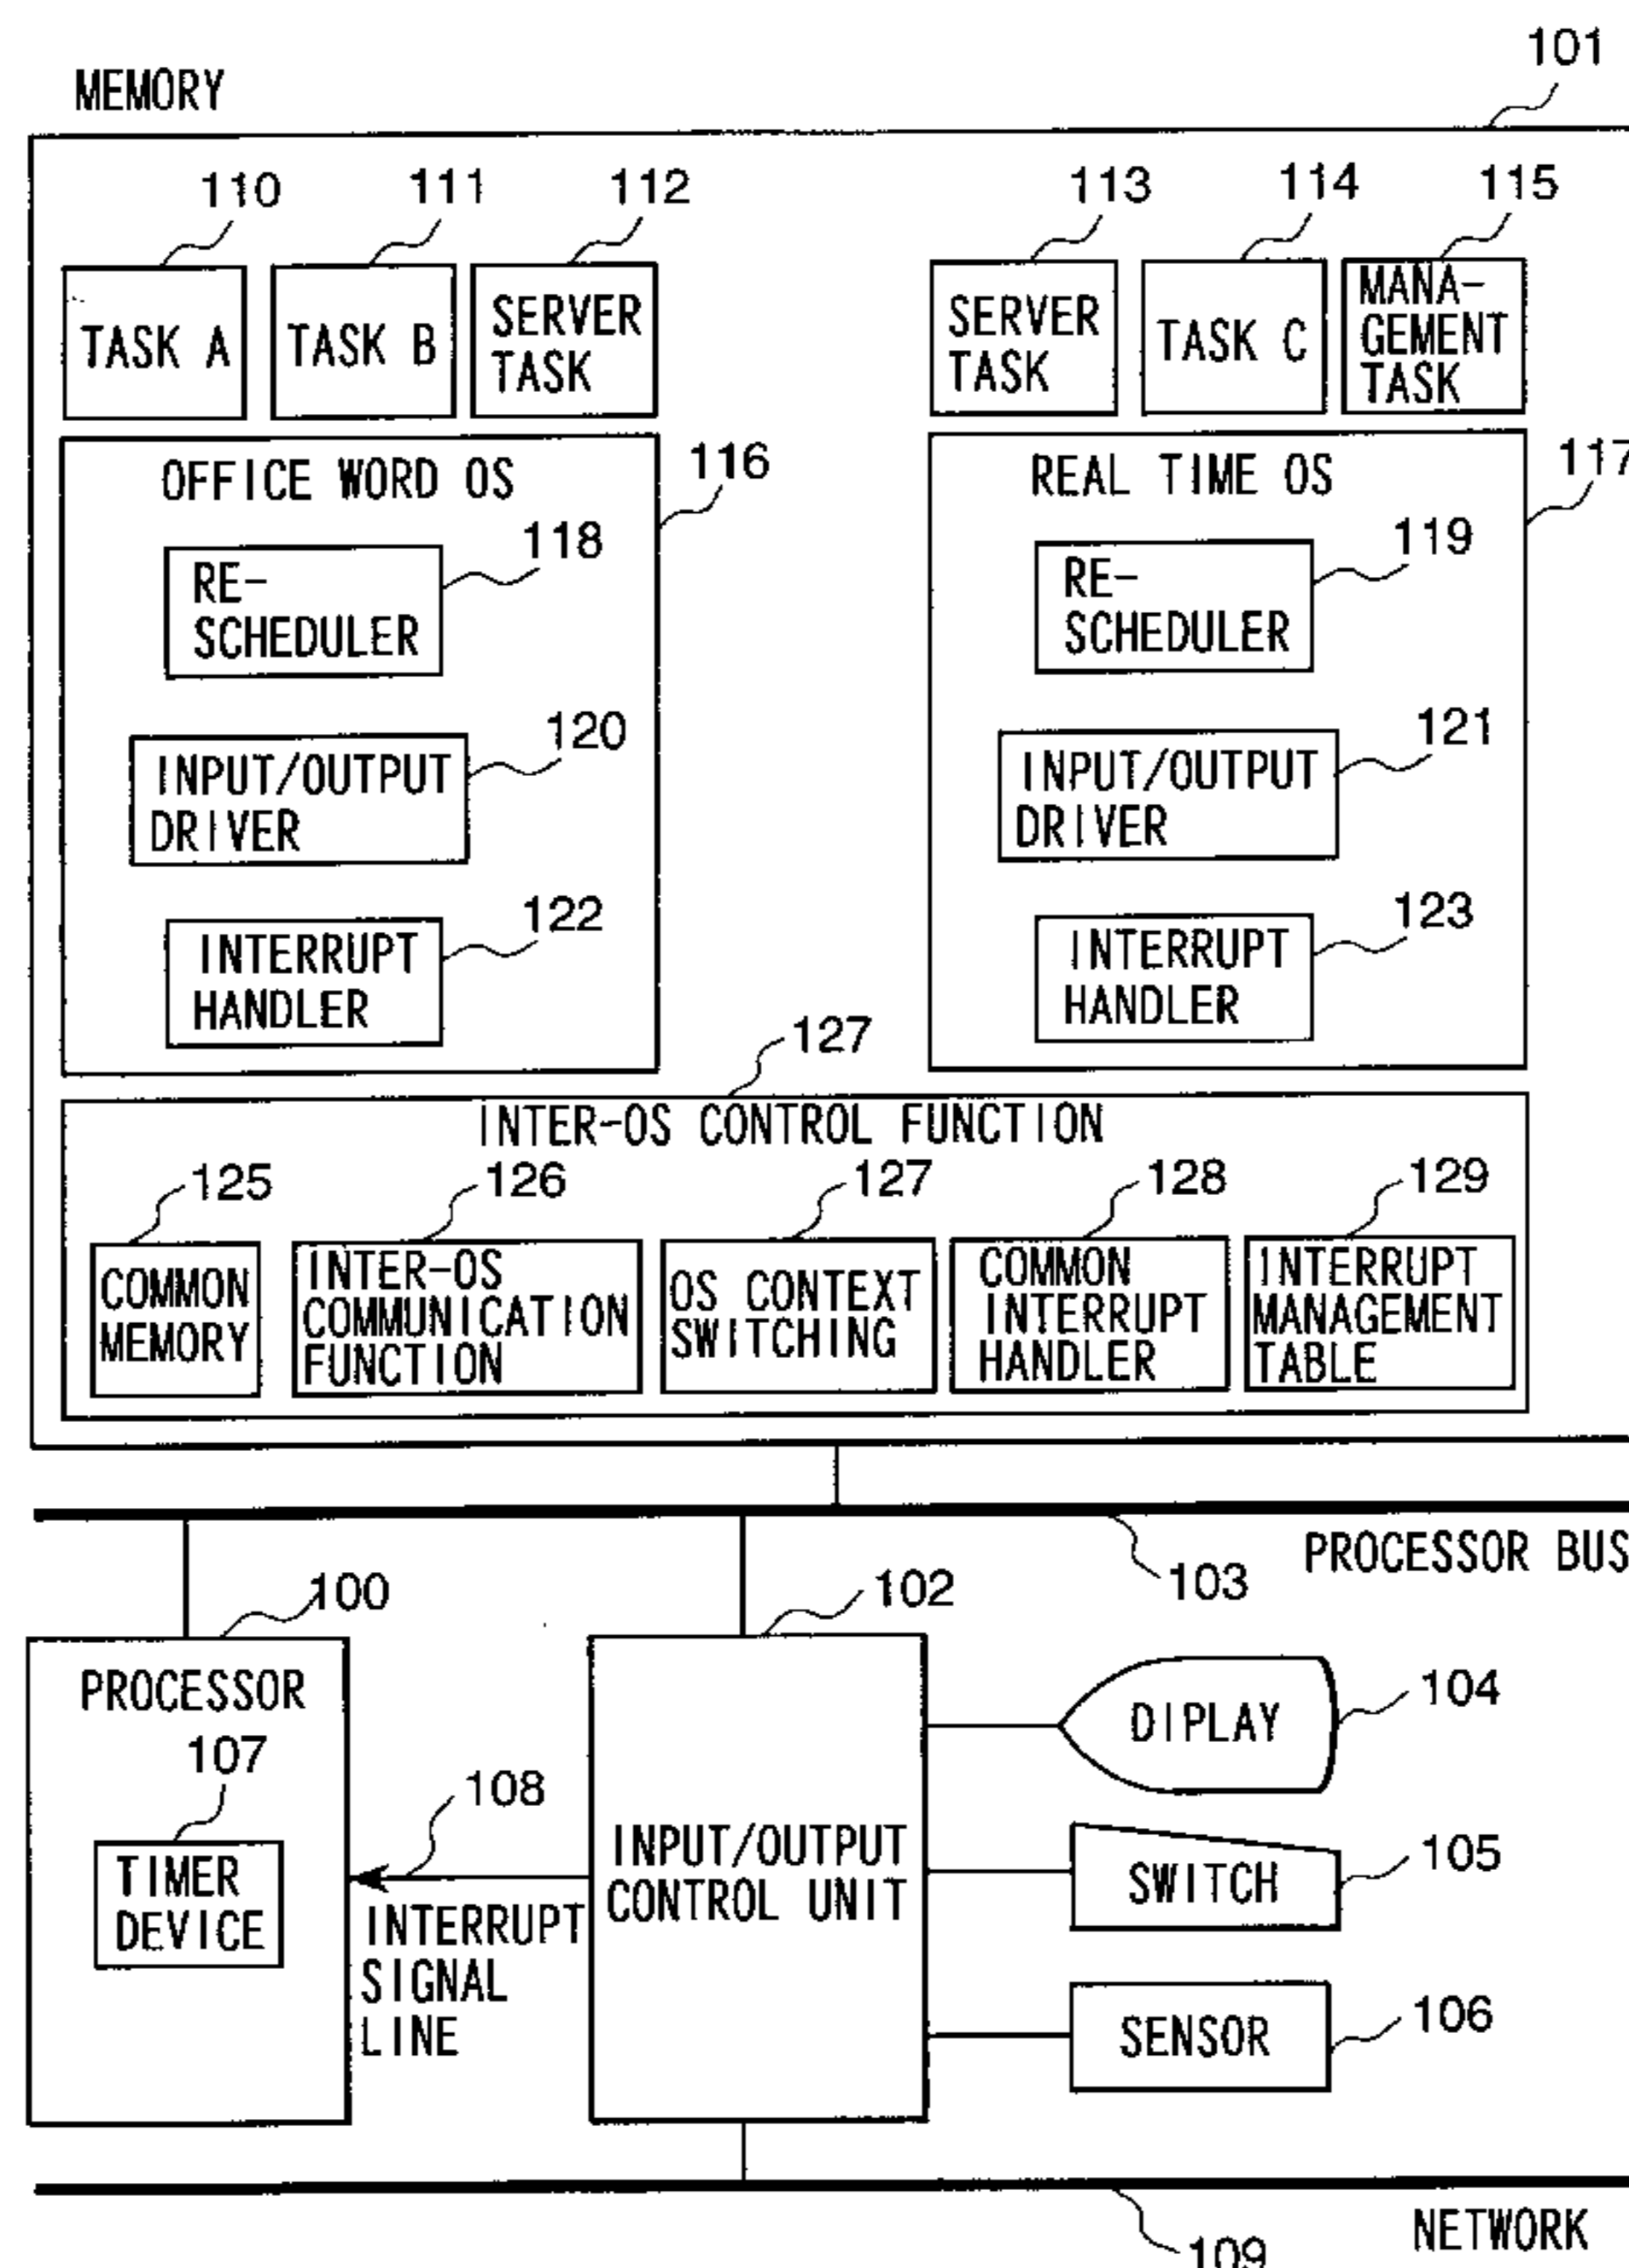 101
MEMORY
110
111
112
113
114
115
TASK A
TASK B
SERVER
TASK
SERVER
TASK
TASK C
MANA-
GEMENT
TASK
OFFICE WORD OS
116
REAL TIME OS
117
118
RE-
SCHEDULER
119
RE-
SCHEDULER
120
INPUT/OUTPUT
DRIVER
121
INPUT/OUTPUT
DRIVER
122
INTERRUPT
HANDLER
123
INTERRUPT
HANDLER
127
INTER-OS CONTROL FUNCTION
125
126
127
128
129
COMMON
MEMORY
INTER-OS
COMMUNICATION
FUNCTION
OS CONTEXT
SWITCHING
COMMON
INTERRUPT
HANDLER
INTERRUPT
MANAGEMENT
TABLE
PROCESSOR BUS
103
100
102
PROCESSOR
104
DIPLAY
107
TIMER
DEVICE
108
INTERRUPT
SIGNAL
LINE
INPUT/OUTPUT
CONTROL UNIT
105
SWITCH
106
SENSOR
NETWORK
109